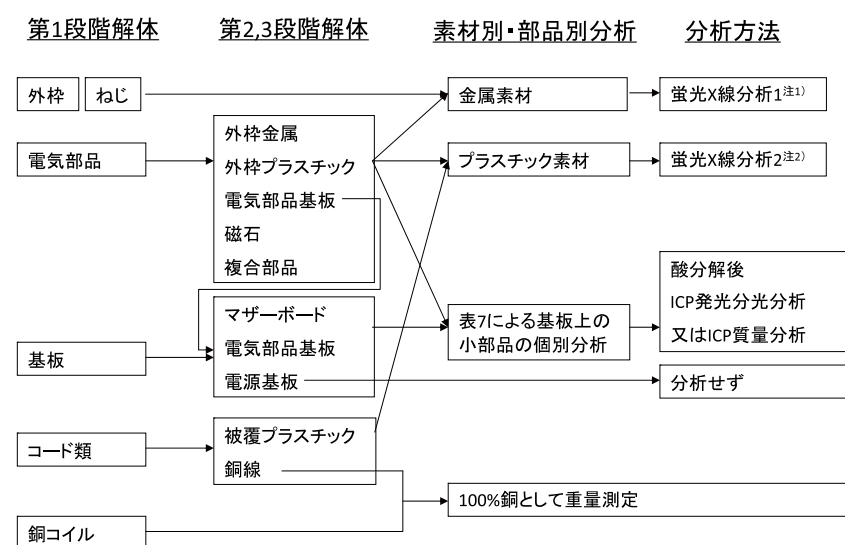 第1段階解体
第2,3段階解体
素材別・部品別分析
分析方法
外枠
ねじ
金属素材
蛍光X線分析1注1)
電気部品
外枠金属
外枠プラスチック
電気部品基板
磁石
複合部品
プラスチック素材
蛍光X線分析2注2)
基板
マザーボード
電気部品基板
電源基板
表7による基板上の
小部品の個別分析
酸分解後
ICP発光分光分析
又はICP質量分析
分析せず
コード類
被覆プラスチック
銅線
100%銅として重量測定
銅コイル